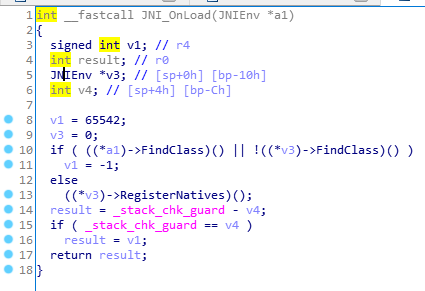 1 int __fastcall JNI_OnLoad(JNIEnv *a1)
2 {
3 signed int v1; // r4
4 int result; // r0
5 JNIEnv *v3; // [sp+0h] [bp-10h]
6 int v4; // [sp+4h] [bp-Ch]
7
8 v1 = 65542;
9 v3 = 0;
10 if ( ((*a1)->FindClass)() || !((*v3)->FindClass)() )
11 v1 = -1;
12 else
13 ((*v3)->RegisterNatives)();
14 result = _stack_chk_guard - v4;
15 if ( _stack_chk_guard == v4 )
16 result = v1;
17 return result;
18 }